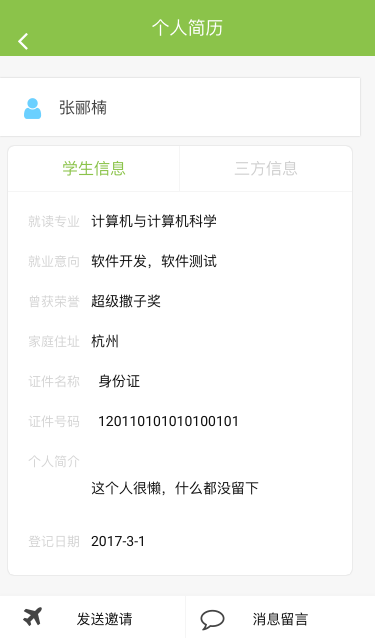 个人简历
张郦楠
学生信息 三方信息
就读专业 计算机与计算机科学
就业意向 软件开发，软件测试
曾获荣誉 超级撒子奖
家庭住址 杭州
证件名称 身份证
证件号码 120110101010100101
个人简介
这个人很懒，什么都没留下
登记日期 2017-3-1
发送邀请 消息留言